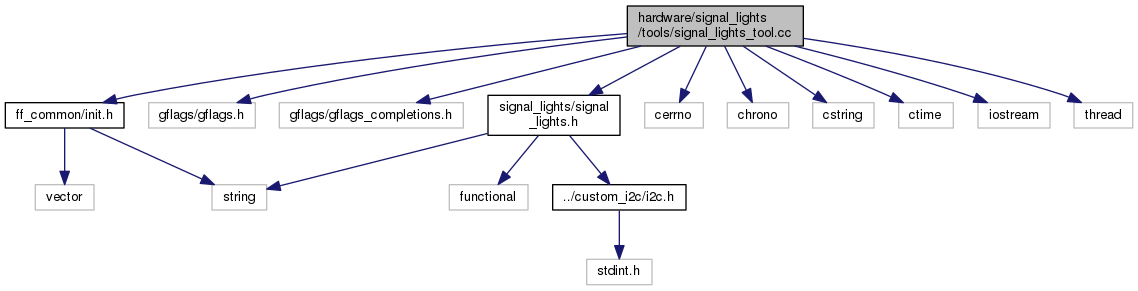 hardware/signal_lights
/tools/signal_lights_tool.cc
ff_common/init.h
gflags/gflags.h
gflags/gflags_completions.h
signal_lights/signal
_lights.h
cerrno
chrono
cstring
ctime
iostream
thread
vector
string
functional
../custom_i2c/i2c.h
stdint.h